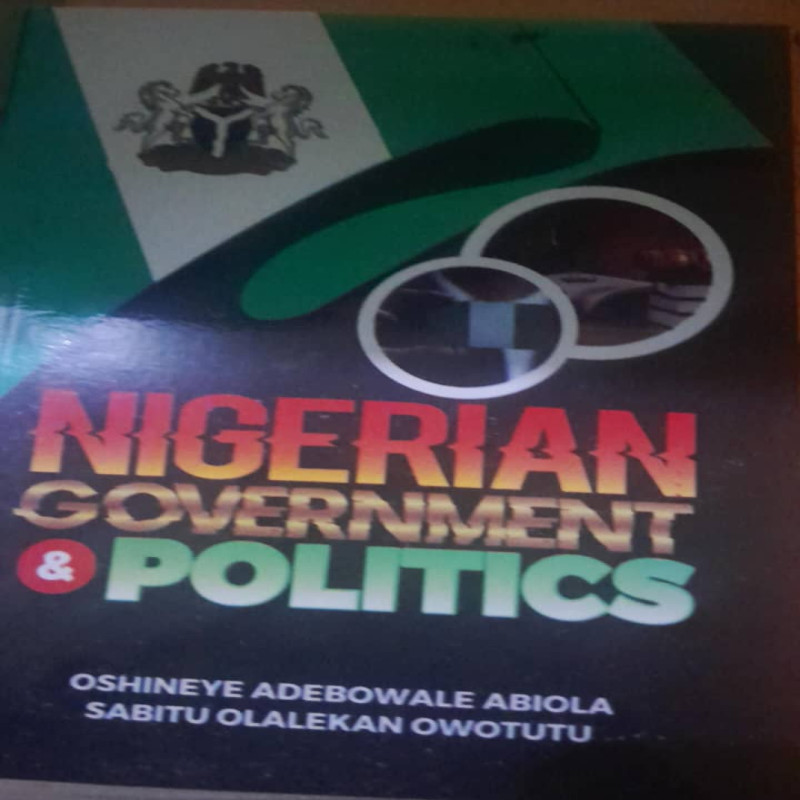 NIGERIAN
GOVERNMENT
& POLITICS
OSHINEYE ADEBOWALE ABIOLA
SABITU OLALEKAN OWOTUTU